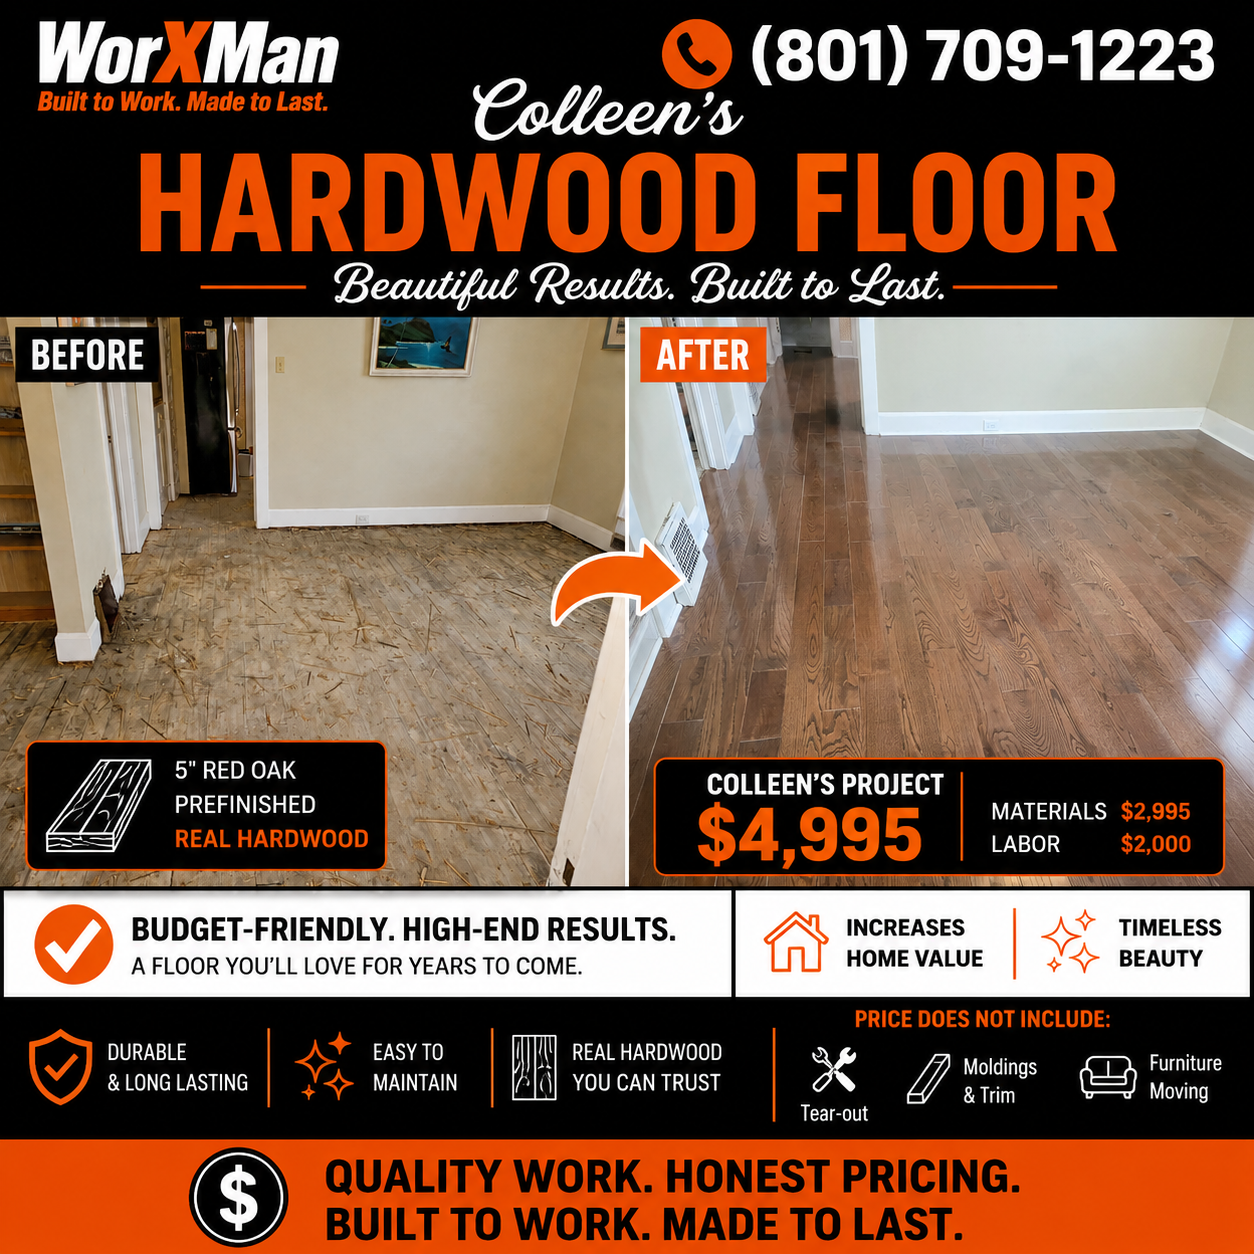 WorXMan
Built to Work. Made to Last.
(801) 709-1223
Colleen's
HARDWOOD FLOOR
Beautiful Results. Built to Last.
BEFORE
AFTER
5" RED OAK
PREFINISHED
REAL HARDWOOD
COLLEEN'S PROJECT
$4,995
MATERIALS $2,995
LABOR $2,000
BUDGET-FRIENDLY. HIGH-END RESULTS.
A FLOOR YOU'LL LOVE FOR YEARS TO COME.
INCREASES
HOME VALUE
TIMELESS
BEAUTY
DURABLE
& LONG LASTING
EASY TO
MAINTAIN
REAL HARDWOOD
YOU CAN TRUST
PRICE DOES NOT INCLUDE:
Tear-out
Moldings
& Trim
Furniture
Moving
$
QUALITY WORK. HONEST PRICING.
BUILT TO WORK. MADE TO LAST.